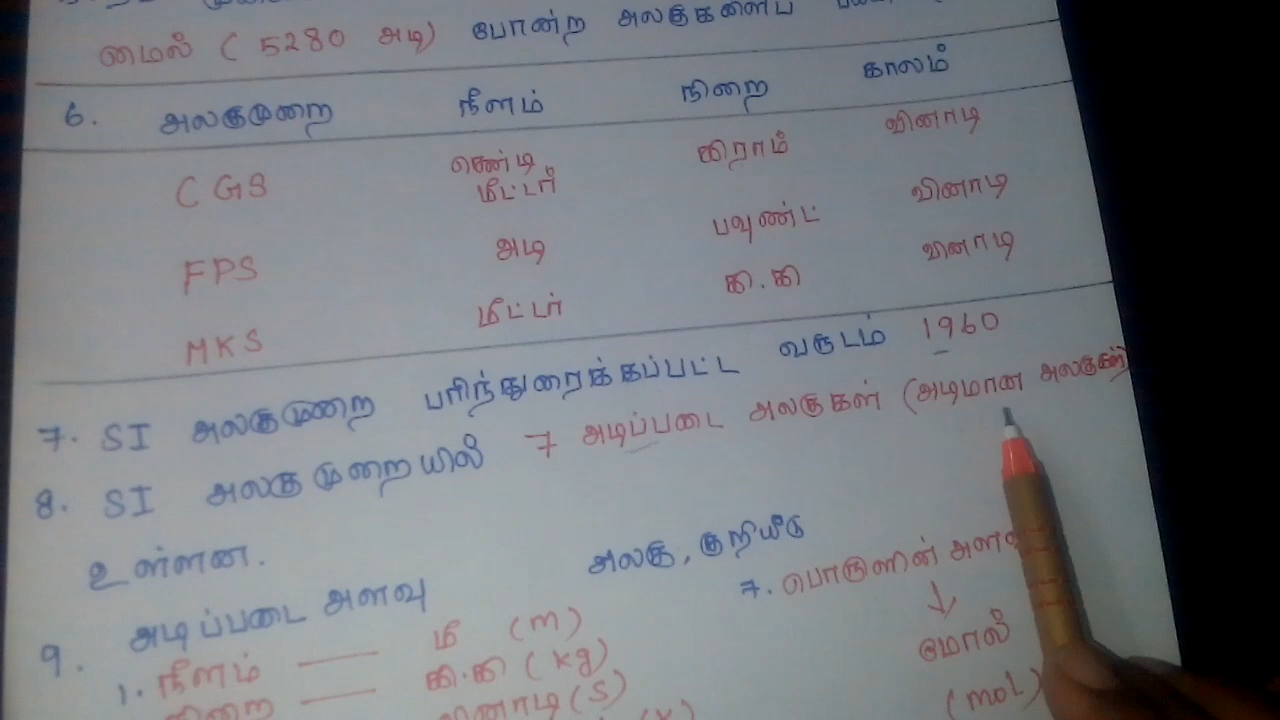 மைல் ( 5280 அடி) போன்ற அலகுகளைப்
6. அலகுமுறை நீளம் நிறை காலம்
CGS சென்டி மீட்டர் கிராம் வினாடி
FPS அடி பவுண்ட் வினாடி
MKS மீட்டர் கி.கி வினாடி
7. SI அலகுமுறை பரிந்துரைக்கப்பட்ட வருடம் 1960
8. SI அலகுமுறையில் 7 அடிப்படை அலகுகள் (அடிமான அலகுகள்)
உள்ளன.
9. அடிப்படை அளவு அலகு, குறியீடு
1. நீளம் — மீ (m)
நிறை — கி.கி (kg)
வினாடி (s)
7. பொருளின்
↓
மோல்
(mol)